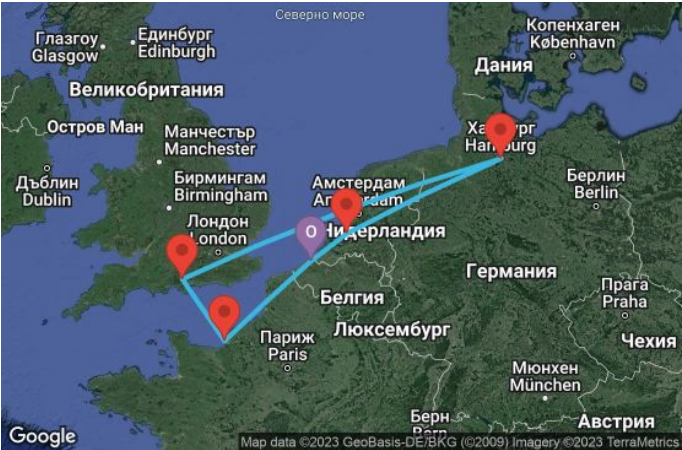 Северно море
Глазгоу
Glasgow
Единбург
Edinburgh
Копенхаген
København
Дания
Великобритания
Остров Ман
Манчестър
Manchester
Дъблин
Dublin
Бирмингам
Birmingham
Лондон
London
Амстердам
O
Нидерландия
Берлин
Berlin
Германия
Белгия
Люксембург
Париж
Paris
Прага
Praha
Чехия
Мюнхен
München
Берн
Bern
Австрия
Google
Map data ©2023 GeoBasis-DE/BKG (©2009) Imagery ©2023 TerraMetrics